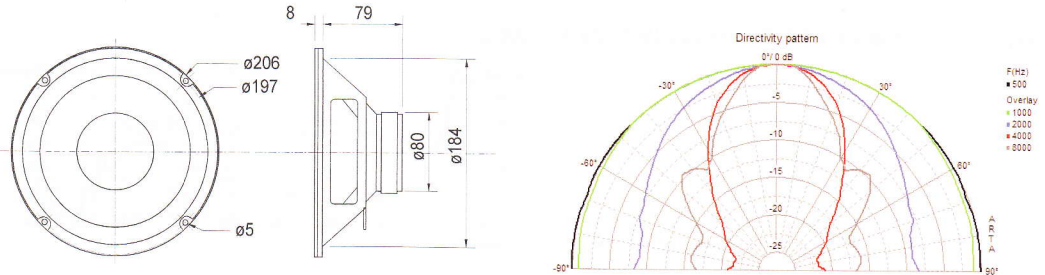 8 79
ø206
ø197
ø80
ø184
ø5
Directivity pattern
0°/ 0 dB
-30° 30°
-60° 60°
-90° 90°
-5
-10
-15
-20
-25
F(Hz)
500
Overlay
1000
2000
4000
8000
A
R
T
A